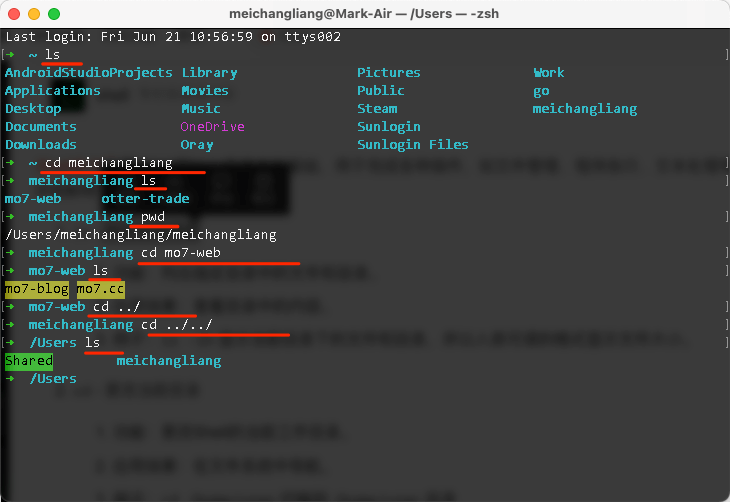 meichangliang@Mark-Air — /Users — -zsh
Last login: Fri Jun 21 10:56:59 on ttys002
[➜ ~ ls ]
AndroidStudioProjects Library Pictures Work
Applications Movies Public go
Desktop Music Steam meichangliang
Documents OneDrive Sunlogin
Downloads Oray Sunlogin Files
[➜ ~ cd meichangliang ]
[➜ meichangliang ls ]
mo7-web otter-trade
[➜ meichangliang pwd ]
/Users/meichangliang/meichangliang
[➜ meichangliang cd mo7-web ]
[➜ mo7-web ls ]
mo7-blog mo7.cc
[➜ mo7-web cd ../ ]
[➜ meichangliang cd ../../ ]
[➜ /Users ls ]
Shared meichangliang
➜ /Users